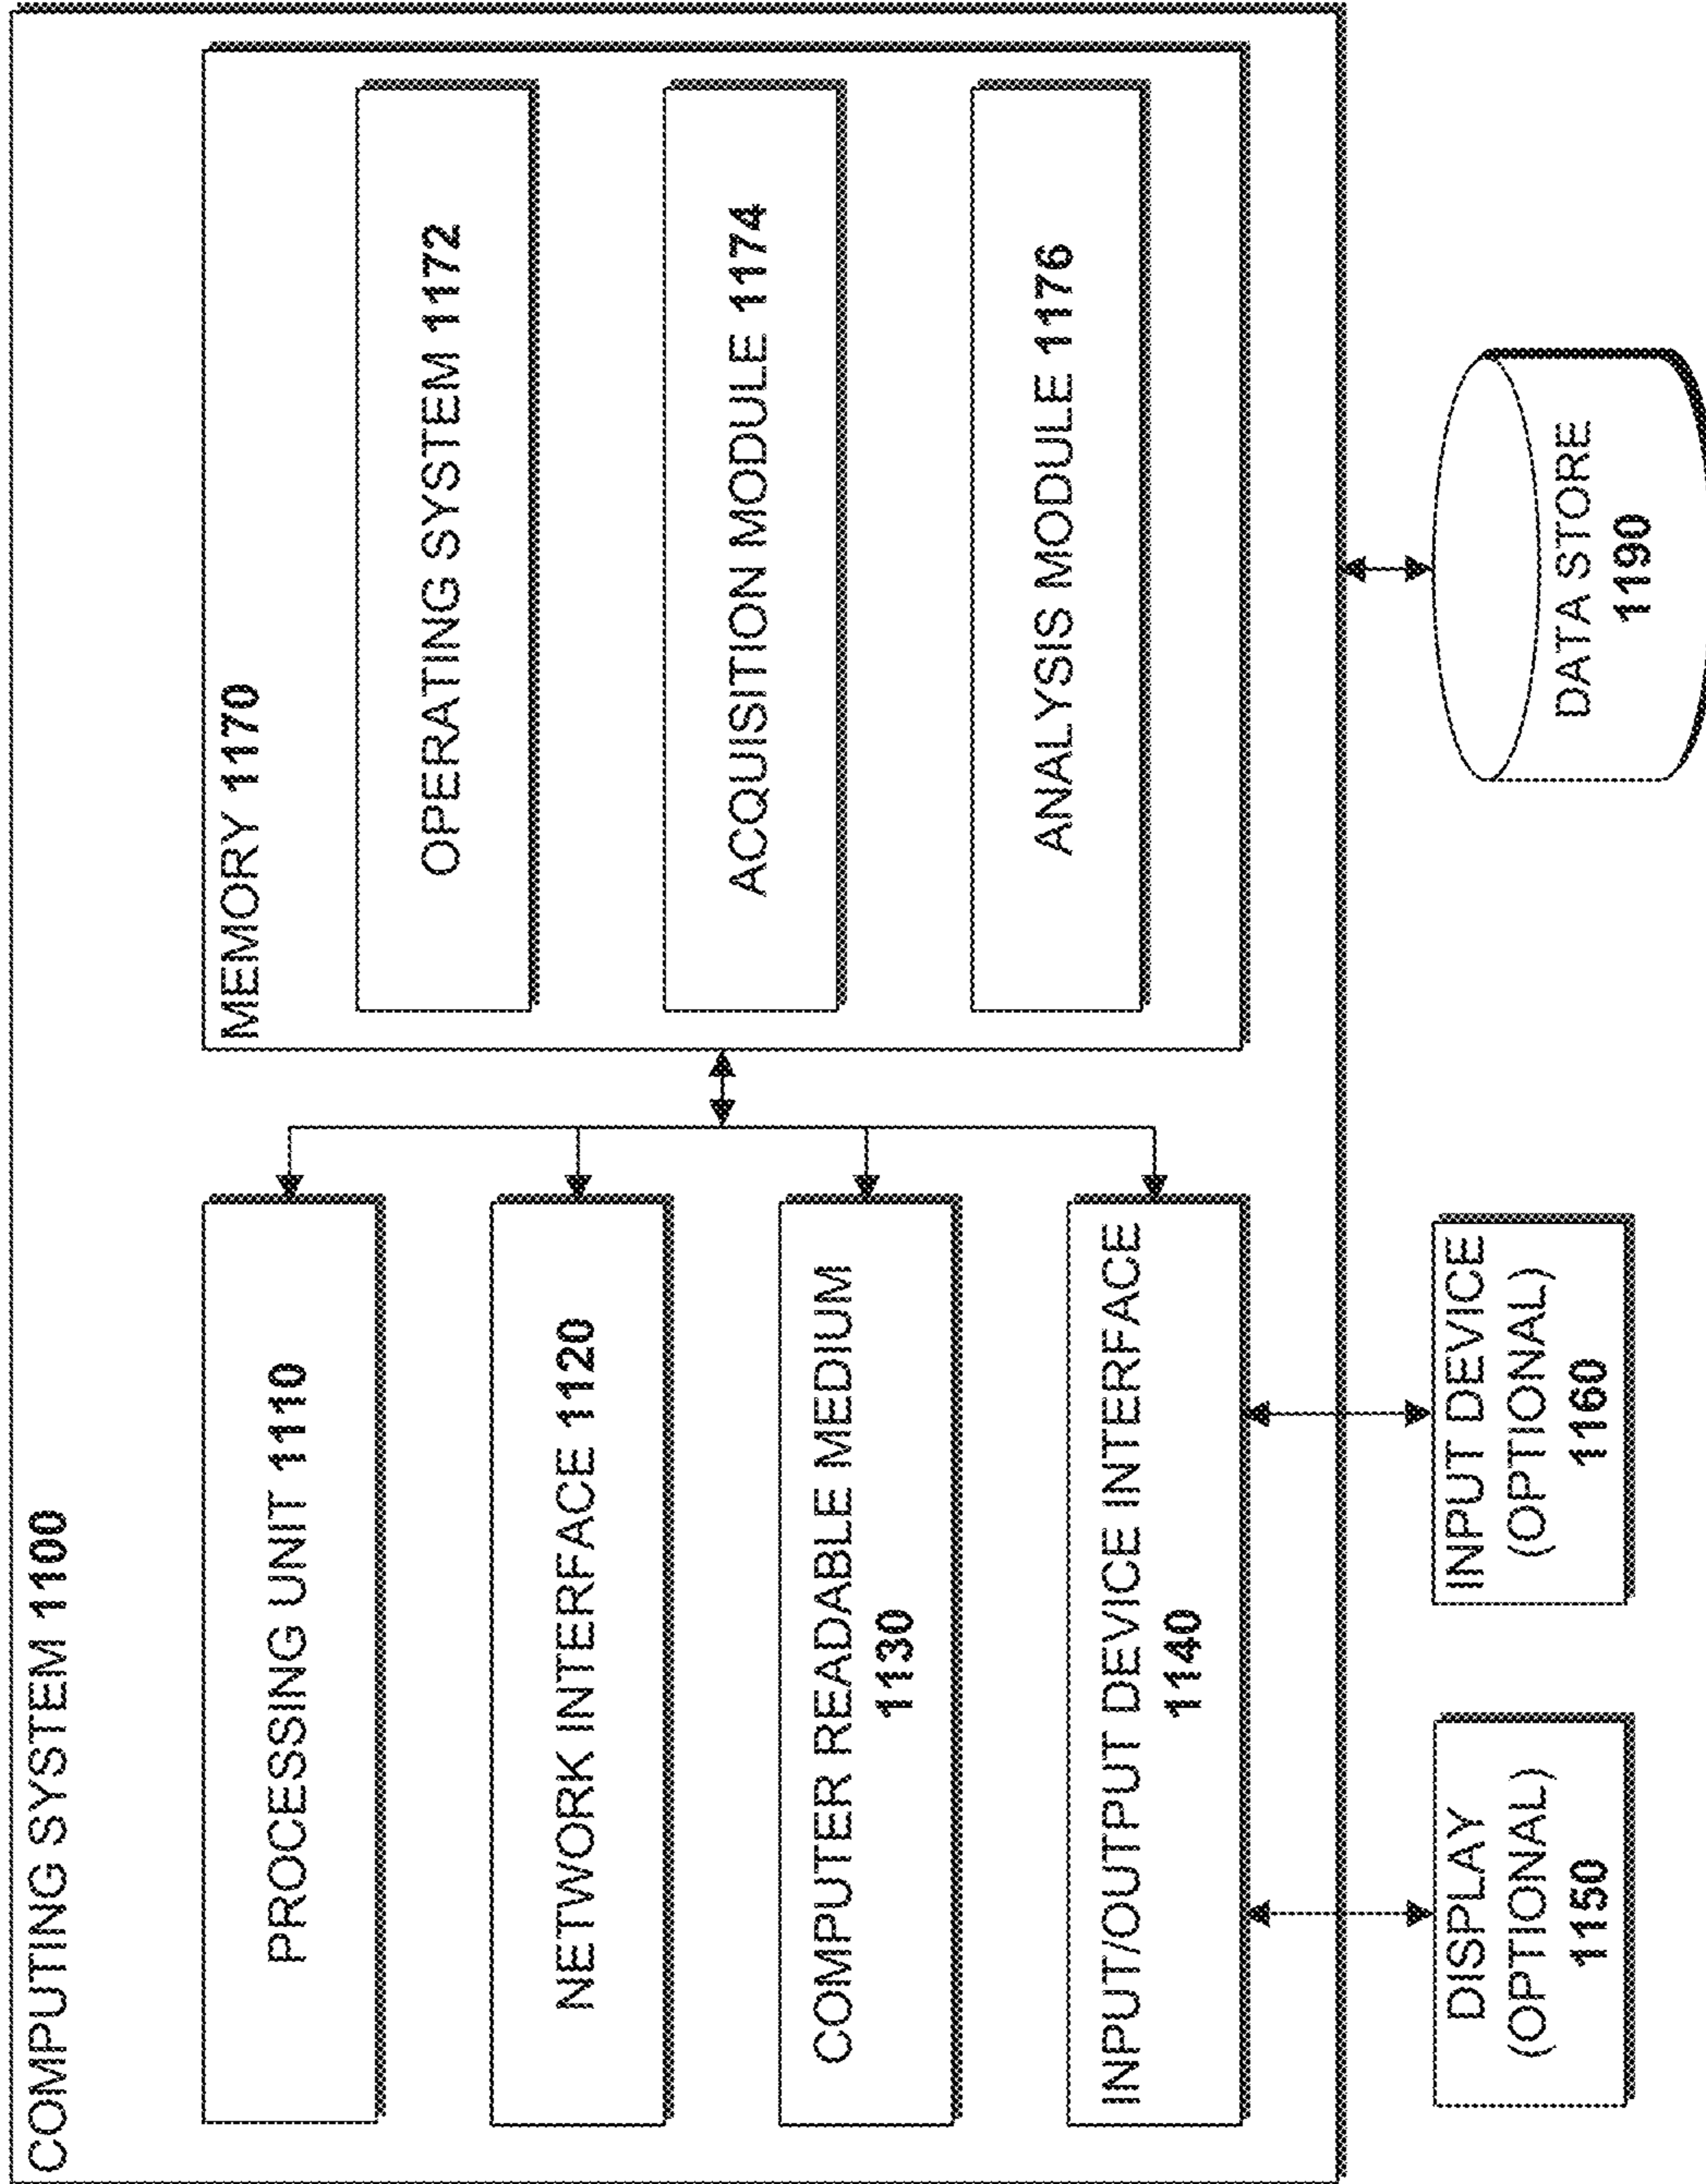 COMPUTING SYSTEM 1100
PROCESSING UNIT 1110
NETWORK INTERFACE 1120
COMPUTER READABLE MEDIUM
1130
INPUT/OUTPUT DEVICE INTERFACE
1140
MEMORY 1170
OPERATING SYSTEM 1172
ACQUISITION MODULE 1174
ANALYSIS MODULE 1176
DISPLAY
(OPTIONAL)
1150
INPUT DEVICE
(OPTIONAL)
1160
DATA STORE
1190